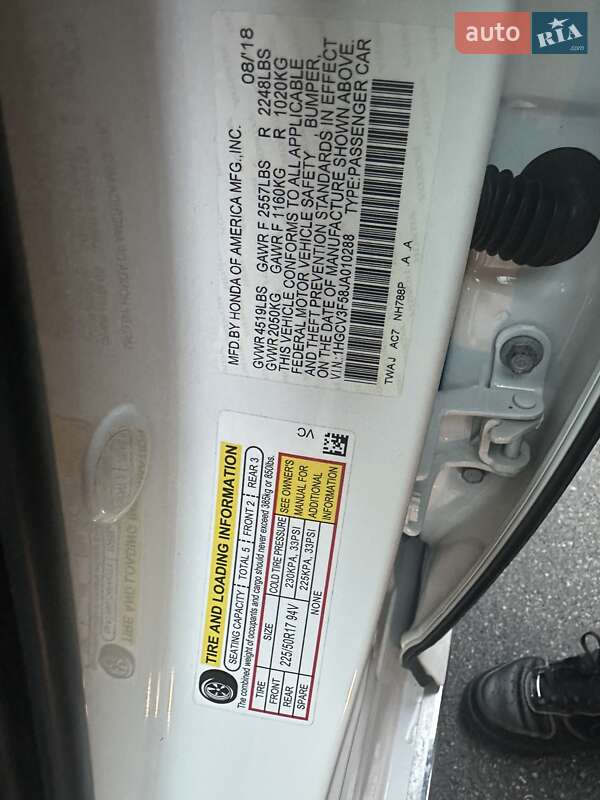 auto RIA .com
MFD BY HONDA OF AMERICA MFG., INC. 08/'18
GVWR 4519LBS GAWR F 2557LBS R 2248LBS
GVWR 2050KG GAWR F 1160KG R 1020KG
THIS VEHICLE CONFORMS TO ALL APPLICABLE
FEDERAL MOTOR VEHICLE SAFETY, BUMPER,
AND THEFT PREVENTION STANDARDS IN EFFECT
ON THE DATE OF MANUFACTURE SHOWN ABOVE.
V.I.N.:1HGCV3F58JA010288 TYPE:PASSENGER CAR
TWAJ AC7 NH788P .A .A
VC
TIRE AND LOADING INFORMATION
SEATING CAPACITY TOTAL 5 FRONT 2 REAR 3
The combined weight of occupants and cargo should never exceed 385kg or 850lbs.
TIRE SIZE COLD TIRE PRESSURE SEE OWNER'S MANUAL FOR ADDITIONAL INFORMATION
FRONT 225/50R17 94V 230KPA, 33PSI
REAR 225KPA, 33PSI
SPARE NONE